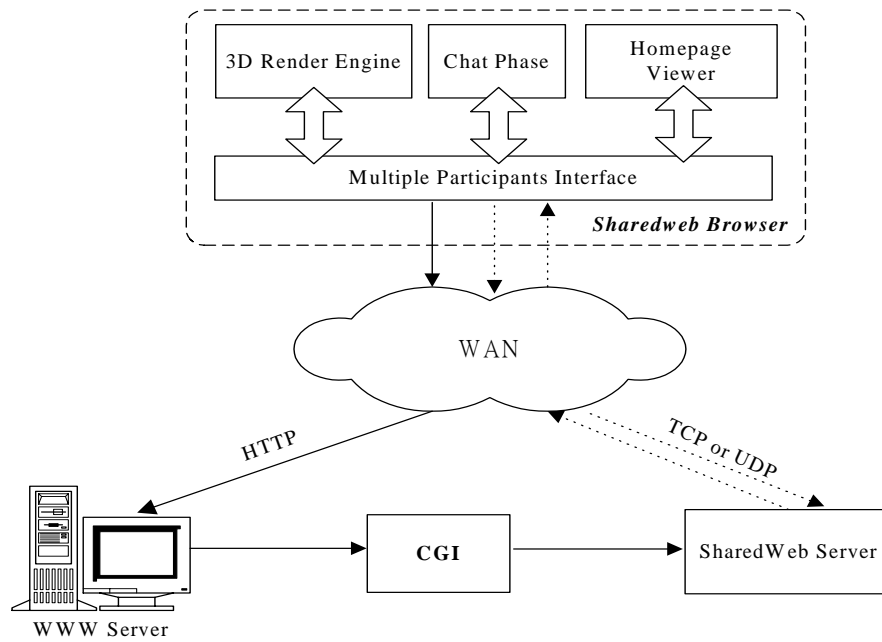 3D Render Engine
Chat Phase
Homepage
Viewer
Multiple Participants Interface
Sharedweb Browser
WAN
HTTP
TCP or UDP
CGI
SharedWeb Server
WWW Server